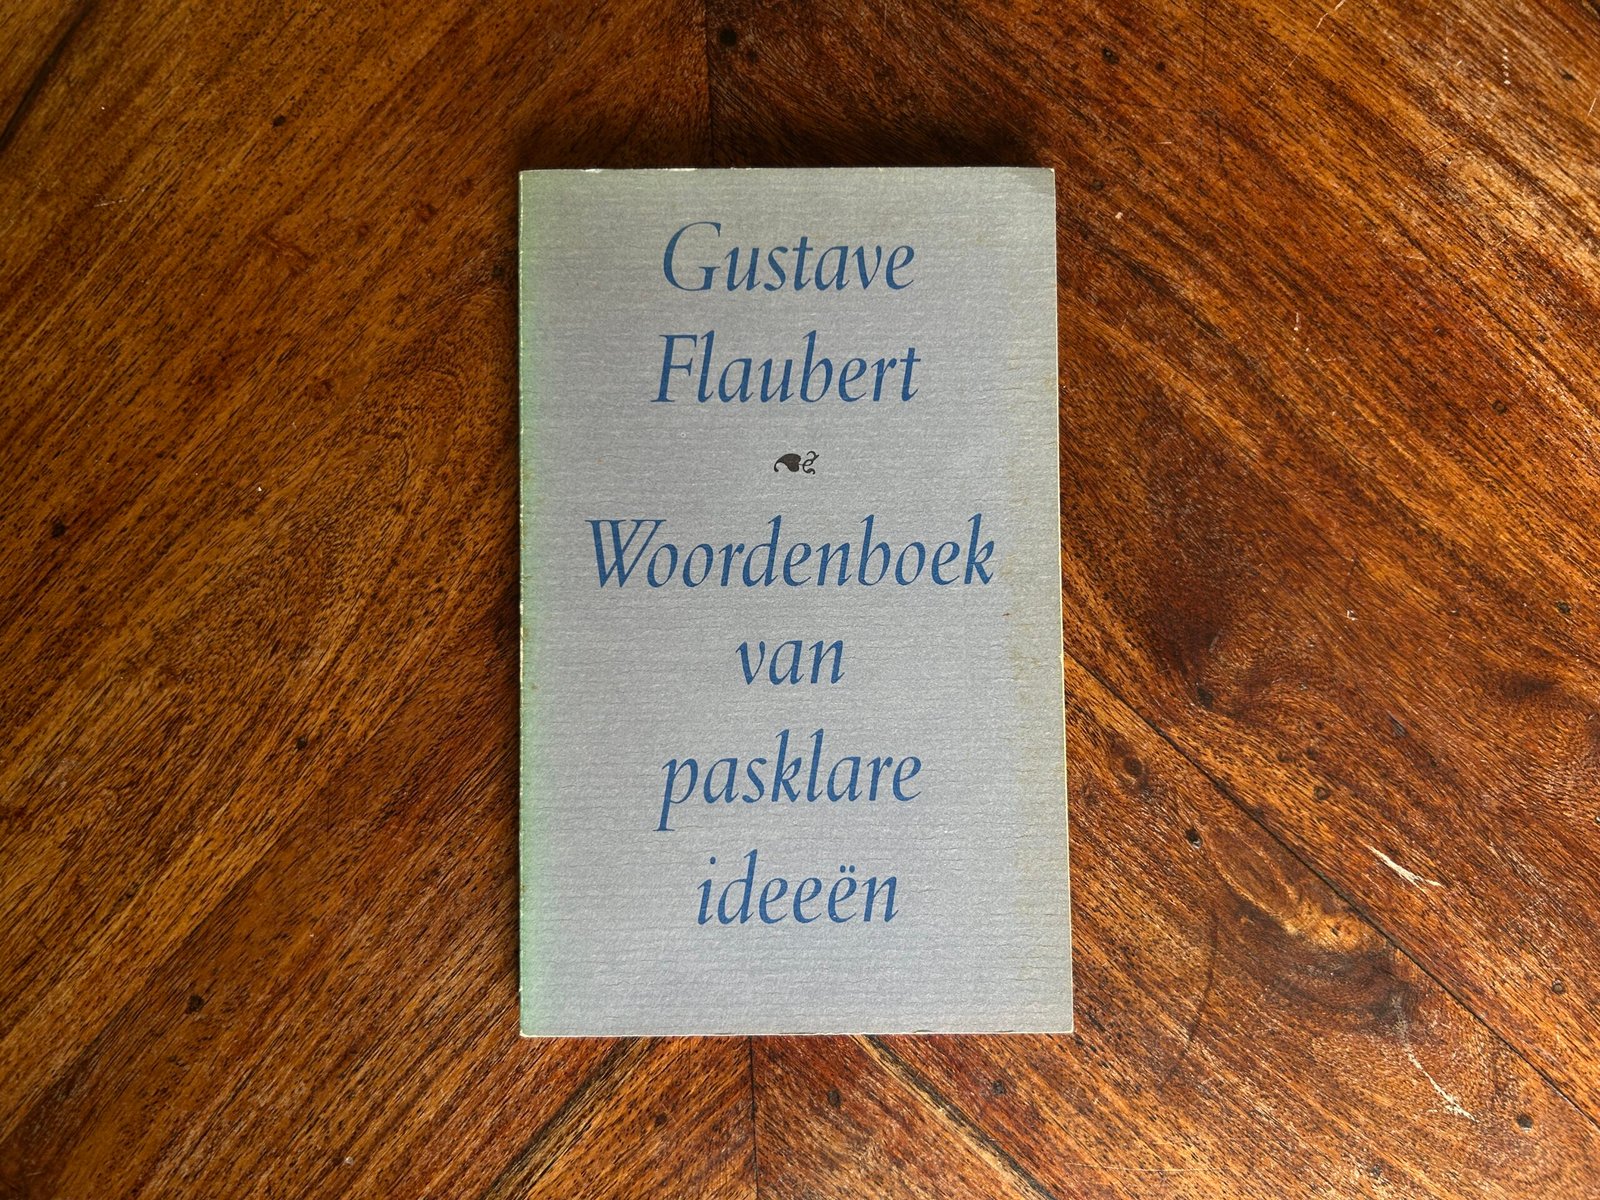 Gustave
Flaubert
Woordenboek
van
pasklare
ideeën